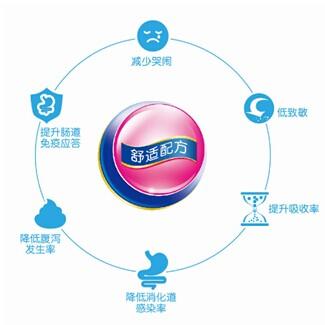 减少哭闹
提升肠道
免疫应答
低致敏
舒适配方
提升吸收率
降低腹泻
发生率
降低消化道
感染率